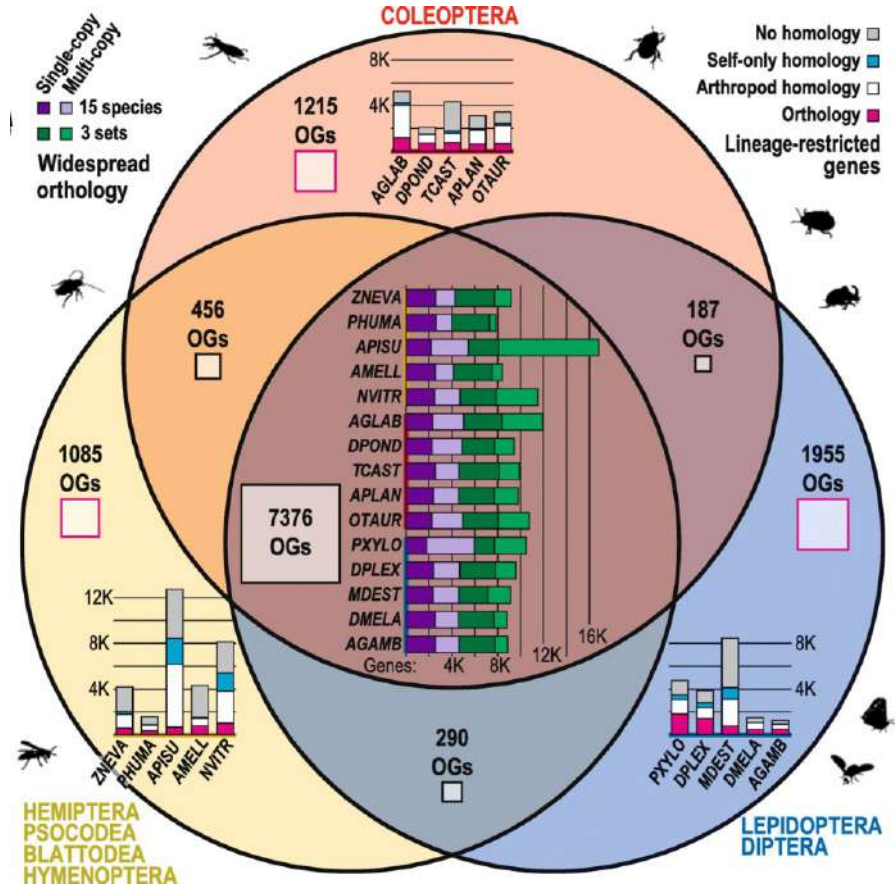 COLEOPTERA
Single-copy
Multi-copy
15 species
3 sets
Widespread
orthology
No homology
Self-only homology
Arthropod homology
Orthology
Lineage-restricted
genes
8K
4K
1215
OGs
AGLAB
DPOND
TCAST
APLAN
OTAUR
456
OGs
187
OGs
ZNEVA
PHUMA
APISU
AMELL
NVITR
AGLAB
DPOND
TCAST
APLAN
OTAUR
PXYLO
DPLEX
MDEST
DMELA
AGAMB
Genes:
4K
8K
12K
16K
1085
OGs
7376
OGs
1955
OGs
12K
8K
4K
ZNEVA
PHUMA
APISU
AMELL
NVITR
290
OGs
8K
4K
PXYLO
DPLEX
MDEST
DMELA
AGAMB
HEMIPTERA
PSOCODEA
BLATTODEA
HYMENOPTERA
LEPIDOPTERA
DIPTERA